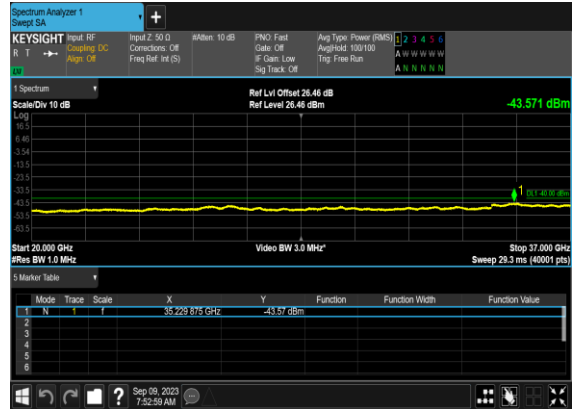 Spectrum Analyzer 1
Swept SA
+
KEYSIGHT Input: RF Input Z: 50 Ω #Atten: 10 dB PNO: Fast Avg Type: Power (RMS) 1 2 3 4 5 6
R T Coupling: DC Corrections: Off Gate: Off Avg|Hold: 100/100 A W W W W W
Align: Off Freq Ref: Int (S) IF Gain: Low Trig: Free Run
LW Sig Track: Off A N N N N N
1 Spectrum
Ref Lvl Offset 26.46 dB
Scale/Div 10 dB Ref Level 26.46 dBm -43.571 dBm
Log
16.5
6.46
-3.54
-13.5
-23.5
-33.5
1 DL1 -40.00 dBm
-43.5
-53.5
-63.5
Start 20.000 GHz Video BW 3.0 MHz* Stop 37.000 GHz
#Res BW 1.0 MHz Sweep 29.3 ms (40001 pts)
5 Marker Table
Mode Trace Scale X Y Function Function Width Function Value
1 N 1 f 35.229 875 GHz -43.57 dBm
2
3
4
5
6
? Sep 09, 2023
7:52:59 AM